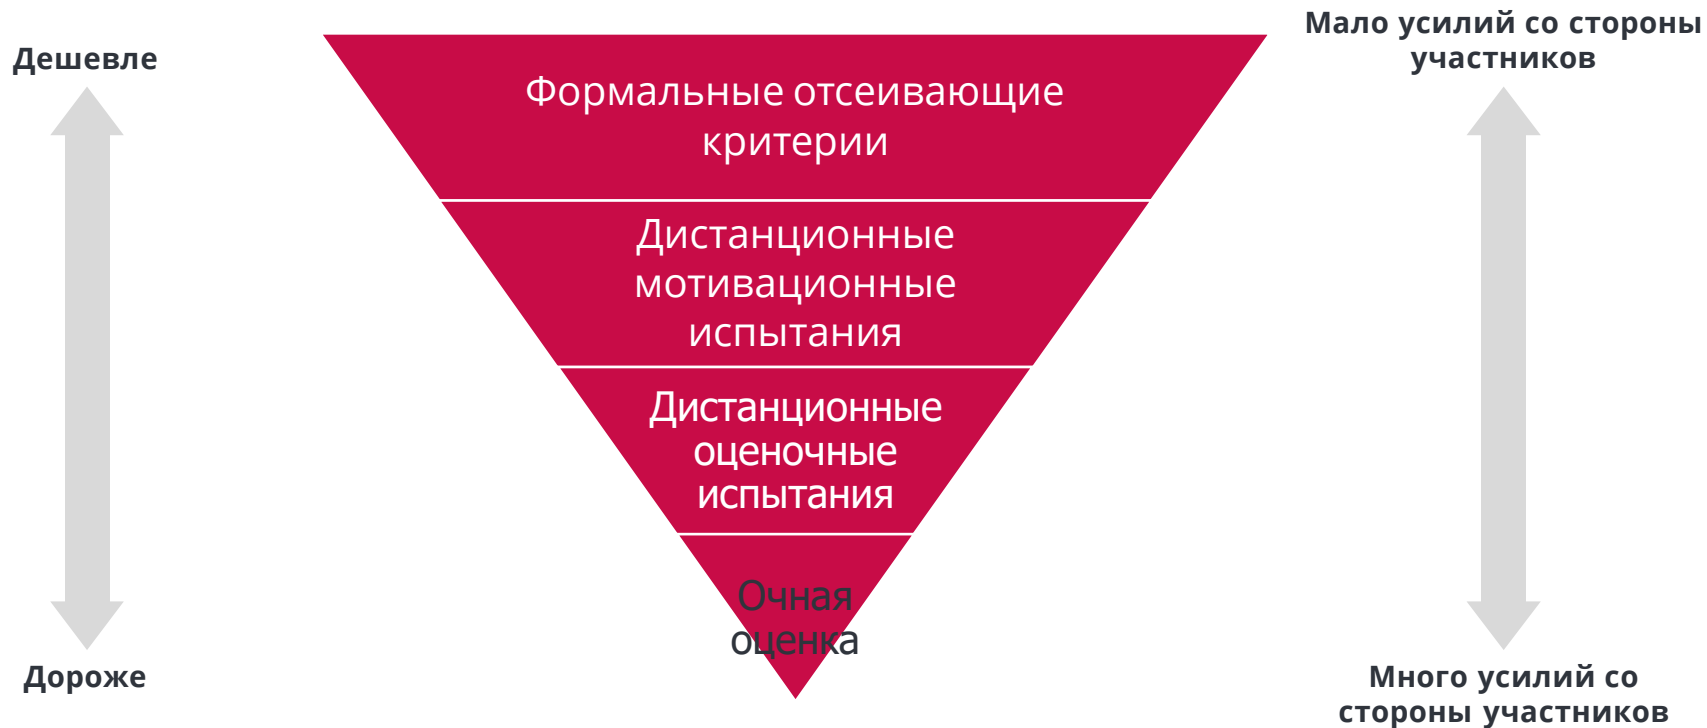 Мало усилий со стороны
участников
Дешевле
Формальные отсеивающие
критерии
Дистанционные
мотивационные
испытания
Дистанционные
оценочные
испытания
Очная
оценка
Дороже
Много усилий со
стороны участников